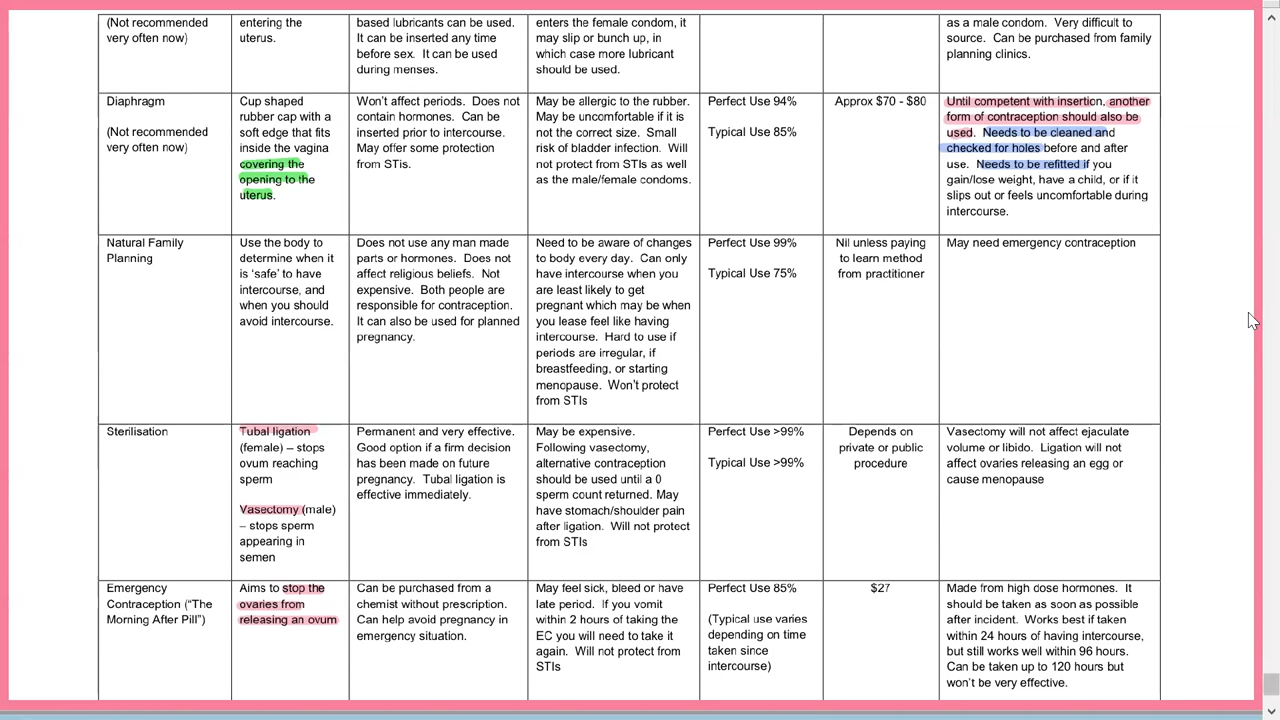 (Not recommended
very often now)
entering the
uterus.
based lubricants can be used.
It can be inserted any time
before sex.  It can be used
during menses.
enters the female condom, it
may slip or bunch up, in
which case more lubricant
should be used.
as a male condom.  Very difficult to
source.  Can be purchased from family
planning clinics.
Diaphragm
(Not recommended
very often now)
Cup shaped
rubber cap with a
soft edge that fits
inside the vagina
covering the
opening to the
uterus.
Won't affect periods.  Does not
contain hormones.  Can be
inserted prior to intercourse.
May offer some protection
from STis.
May be allergic to the rubber.
May be uncomfortable if it is
not the correct size.  Small
risk of bladder infection.  Will
not protect from STIs as well
as the male/female condoms.
Perfect Use 94%
Typical Use 85%
Approx $70 - $80
Until competent with insertion, another
form of contraception should also be
used.  Needs to be cleaned and
checked for holes before and after
use.  Needs to be refitted if you
gain/lose weight, have a child, or if it
slips out or feels uncomfortable during
intercourse.
Natural Family
Planning
Use the body to
determine when it
is 'safe' to have
intercourse, and
when you should
avoid intercourse.
Does not use any man made
parts or hormones.  Does not
affect religious beliefs.  Not
expensive.  Both people are
responsible for contraception.
It can also be used for planned
pregnancy.
Need to be aware of changes
to body every day.  Can only
have intercourse when you
are least likely to get
pregnant which may be when
you lease feel like having
intercourse.  Hard to use if
periods are irregular, if
breastfeeding, or starting
menopause.  Won't protect
from STIs
Perfect Use 99%
Typical Use 75%
Nil unless paying
to learn method
from practitioner
May need emergency contraception
Sterilisation
Tubal ligation
(female) – stops
ovum reaching
sperm
Vasectomy (male)
– stops sperm
appearing in
semen
Permanent and very effective.
Good option if a firm decision
has been made on future
pregnancy.  Tubal ligation is
effective immediately.
May be expensive.
Following vasectomy,
alternative contraception
should be used until a 0
sperm count returned. May
have stomach/shoulder pain
after ligation.  Will not protect
from STIs
Perfect Use >99%
Typical Use >99%
Depends on
private or public
procedure
Vasectomy will not affect ejaculate
volume or libido.  Ligation will not
affect ovaries releasing an egg or
cause menopause
Emergency
Contraception ("The
Morning After Pill")
Aims to stop the
ovaries from
releasing an ovum
Can be purchased from a
chemist without prescription.
Can help avoid pregnancy in
emergency situation.
May feel sick, bleed or have
late period.  If you vomit
within 2 hours of taking the
EC you will need to take it
again.  Will not protect from
STIs
Perfect Use 85%
(Typical use varies
depending on time
taken since
intercourse)
$27
Made from high dose hormones.  It
should be taken as soon as possible
after incident.  Works best if taken
within 24 hours of having intercourse,
but still works well within 96 hours.
Can be taken up to 120 hours but
won't be very effective.